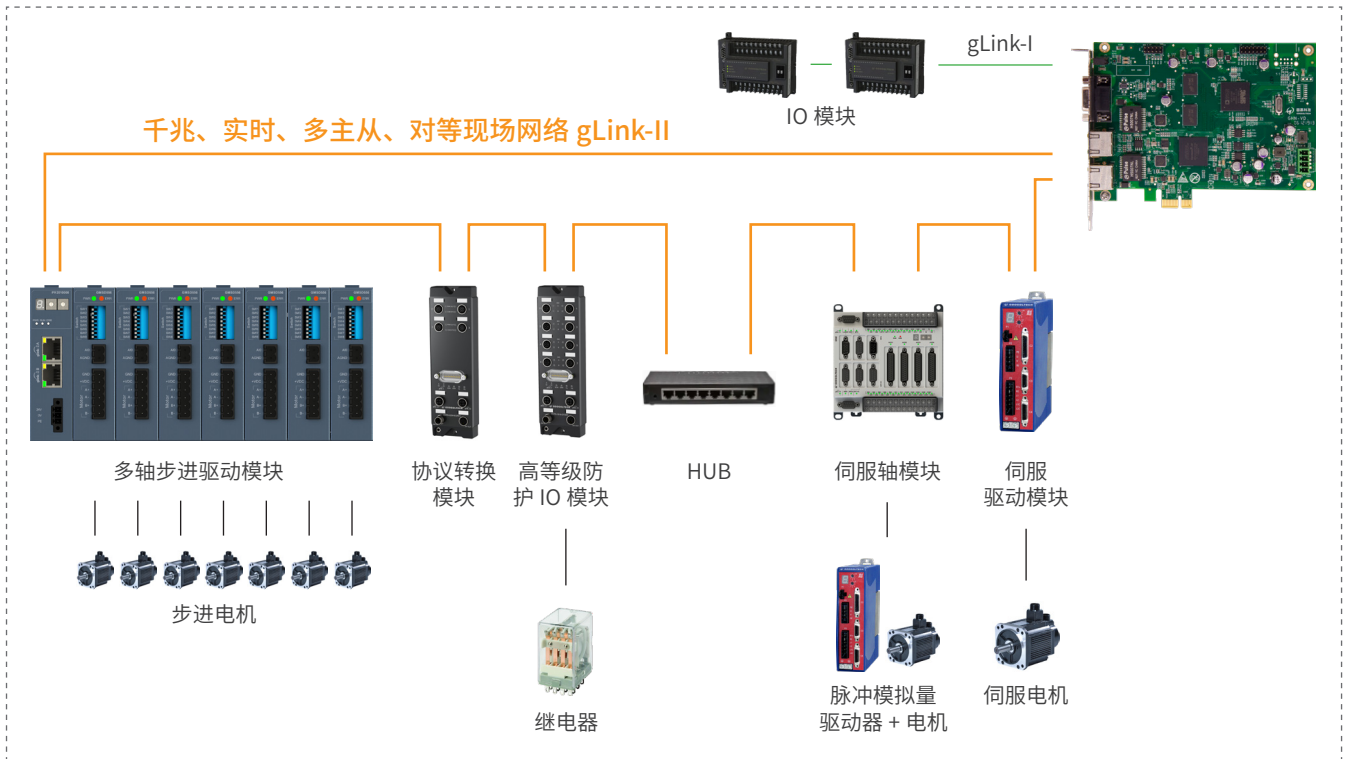 gLink-I
IO 模块
千兆、实时、多主从、对等现场网络 gLink-II
多轴步进驱动模块
协议转换
模块
高等级防
护 IO 模块
HUB
伺服轴模块
伺服
驱动模块
步进电机
继电器
脉冲模拟量
驱动器 + 电机
伺服电机